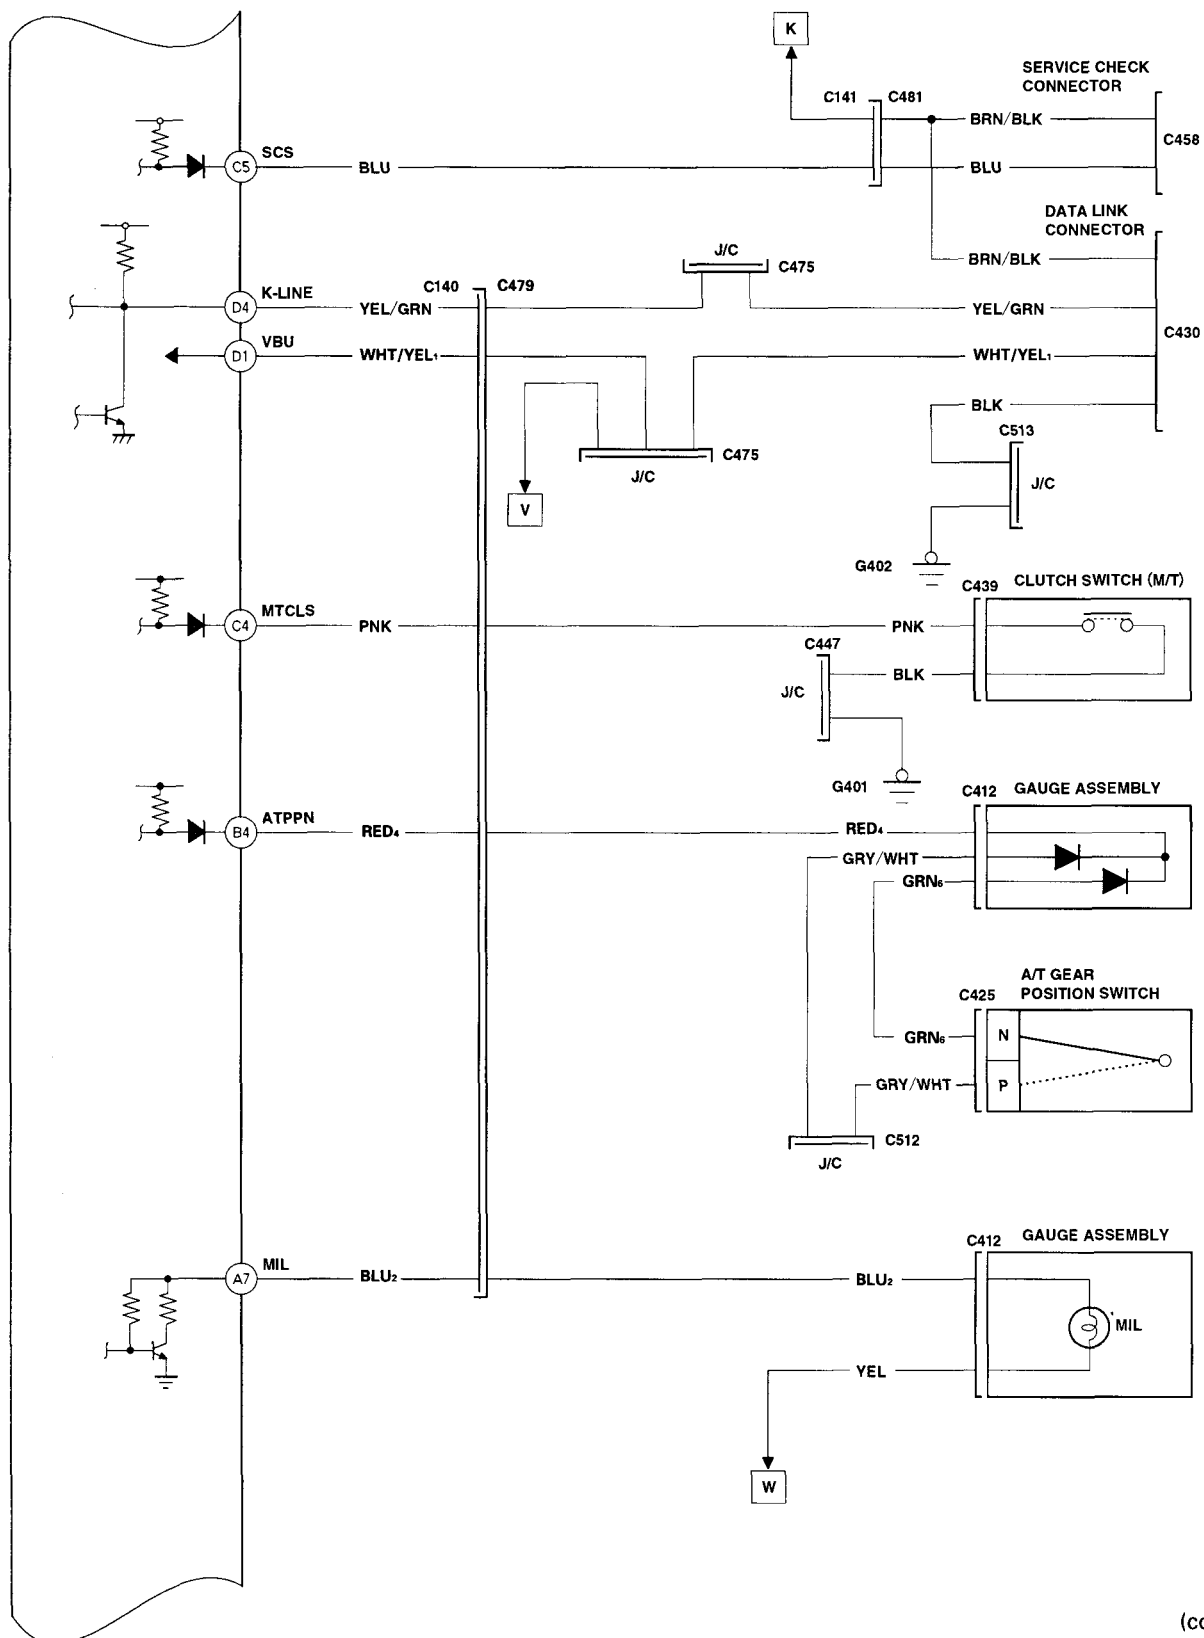 K
SERVICE CHECK
CONNECTOR
C141
C481
BRN/BLK
C458
SCS
C5
BLU
BLU
DATA LINK
CONNECTOR
J/C
C475
BRN/BLK
K-LINE
C140
C479
D4
YEL/GRN
YEL/GRN
C430
VBU
D1
WHT/YEL₁
WHT/YEL₁
BLK
C513
C475
J/C
J/C
V
G402
C439
CLUTCH SWITCH (M/T)
MTCLS
C4
PNK
PNK
C447
BLK
J/C
G401
C412
GAUGE ASSEMBLY
ATPPN
B4
RED₄
RED₄
GRY/WHT
GRN₆
A/T GEAR
POSITION SWITCH
C425
GRN₆
N
GRY/WHT
P
C512
J/C
C412
GAUGE ASSEMBLY
MIL
A7
BLU₂
BLU₂
MIL
YEL
W
(co